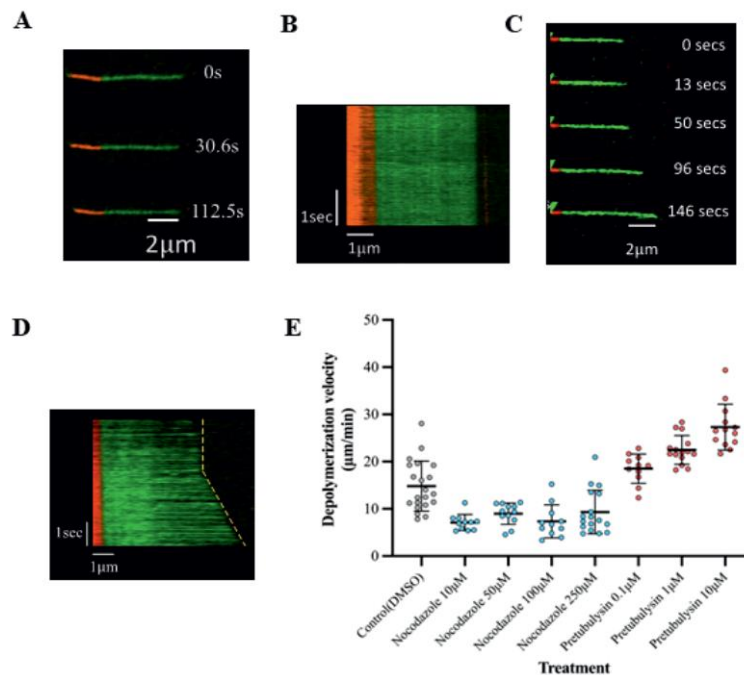 A
0s
30.6s
112.5s
2μm
B
1sec
1μm
C
0 secs
13 secs
50 secs
96 secs
146 secs
2μm
D
1sec
1μm
E
50
40
30
20
10
0
Depolymerization velocity
(μm/min)
Control(DMSO)
Nocodazole 10μM
Nocodazole 50μM
Nocodazole 100μM
Nocodazole 250μM
Pretubulysin 0.1μM
Pretubulysin 1μM
Pretubulysin 10μM
Treatment